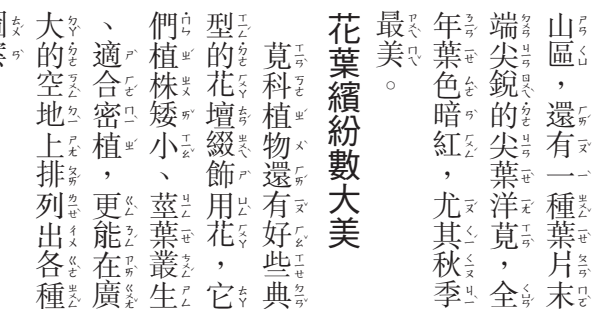 山區，還有一種葉片末
端尖銳的尖葉洋莧，全
年葉色暗紅，尤其秋季
最美。
花葉繽紛數大美
莧科植物還有好些典
型的花壇綴飾用花，它
們植株矮小、莖葉叢生
、適合密植，更能在廣
大的空地上排列出各種